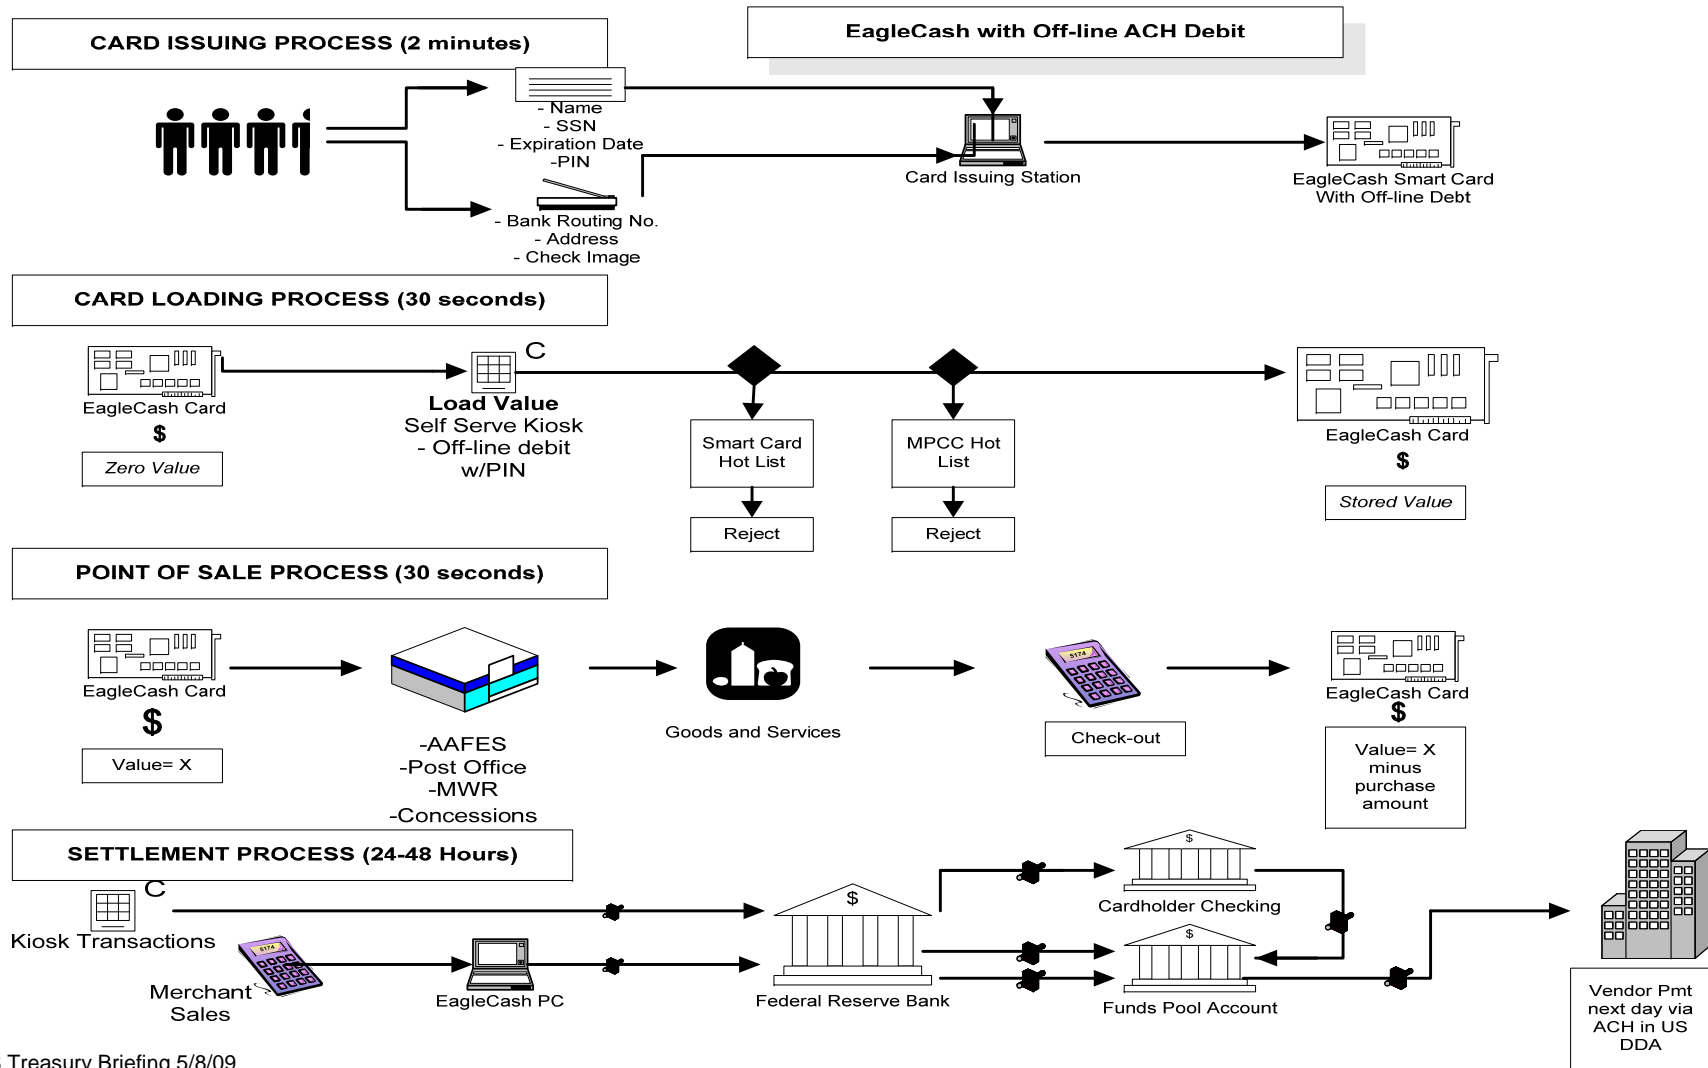 CARD ISSUING PROCESS (2 minutes)
EagleCash with Off-line ACH Debit
- Name
- SSN
- Expiration Date
-PIN
- Bank Routing No.
- Address
- Check Image
Card Issuing Station
EagleCash Smart Card
With Off-line Debt
CARD LOADING PROCESS (30 seconds)
EagleCash Card
$
Zero Value
C
Load Value
Self Serve Kiosk
- Off-line debit
w/PIN
Smart Card
Hot List
Reject
MPCC Hot
List
Reject
EagleCash Card
$
Stored Value
POINT OF SALE PROCESS (30 seconds)
EagleCash Card
$
Value= X
-AAFES
-Post Office
-MWR
-Concessions
Goods and Services
5174
Check-out
EagleCash Card
$
Value= X
minus
purchase
amount
SETTLEMENT PROCESS (24-48 Hours)
C
Kiosk Transactions
5174
Merchant
Sales
EagleCash PC
$
Federal Reserve Bank
$
Cardholder Checking
$
Funds Pool Account
Vendor Pmt
next day via
ACH in US
DDA
Treasury Briefing 5/8/09